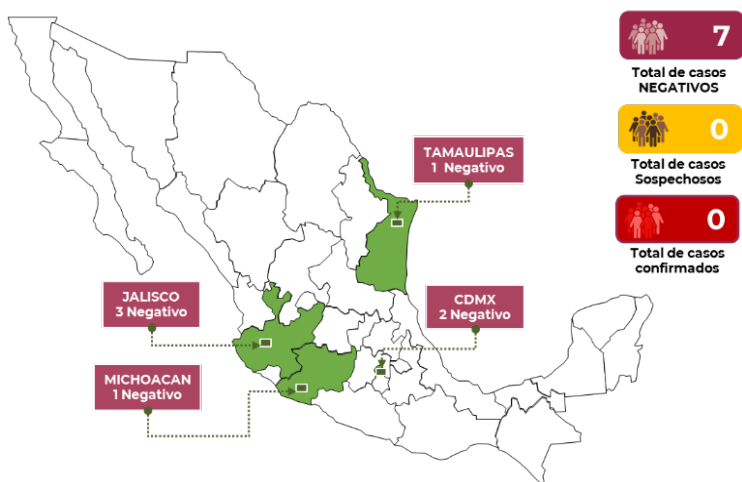 7
Total de casos
NEGATIVOS
0
Total de casos
Sospechosos
0
Total de casos
confirmados
TAMAULIPAS
1 Negativo
JALISCO
3 Negativo
CDMX
2 Negativo
MICHOACAN
1 Negativo